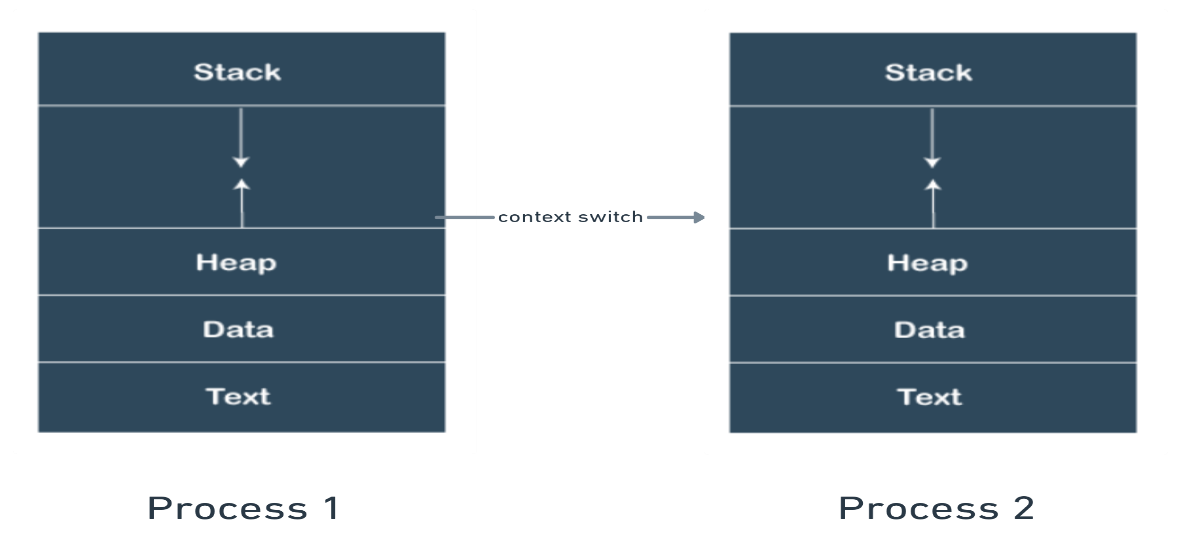 Stack
Heap
Data
Text
Process 1
context switch
Stack
Heap
Data
Text
Process 2